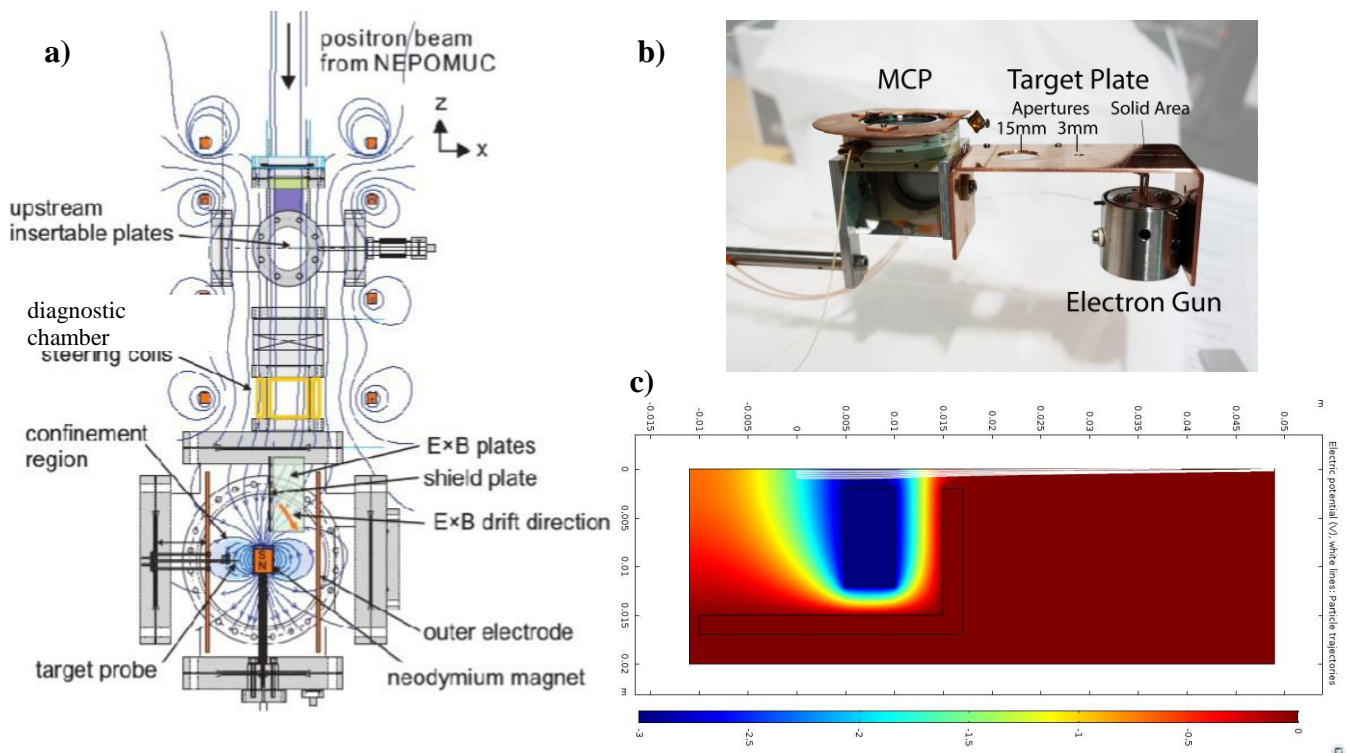 a)
positron beam
from NEPOMUC
z
x
upstream
insertable plates
diagnostic
chamber
steering coils
confinement
region
E×B plates
shield plate
E×B drift direction
S
N
outer electrode
target probe
neodymium magnet
b)
MCP
Target Plate
Apertures
Solid Area
15mm 3mm
Electron Gun
c)
-0.015
-0.01
-0.005
0
0.005
0.01
0.015
0.02
0.025
0.03
0.035
0.04
0.045
0.05
m
0
0.005
0.01
0.015
0.02
m
Electric potential (V), white lines: Particle trajectories
-3
-2.5
-2
-1.5
-1
-0.5
0